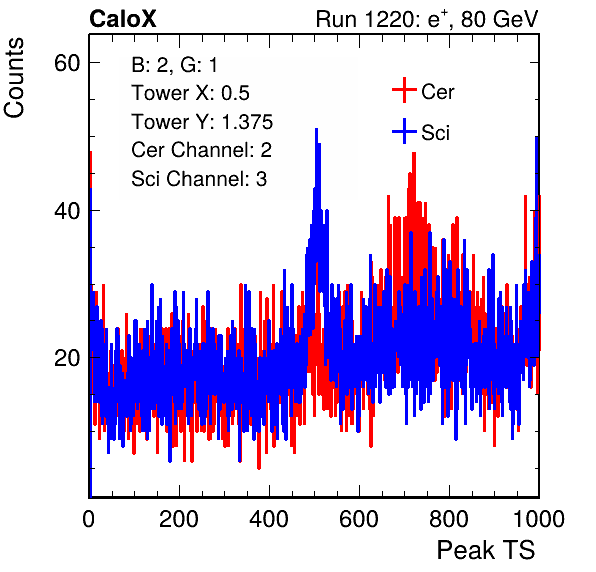 CaloX Run 1220: e⁺, 80 GeV
Counts
60
40
20
B: 2, G: 1
Tower X: 0.5
Tower Y: 1.375
Cer Channel: 2
Sci Channel: 3
Cer
Sci
0 200 400 600 800 1000
Peak TS